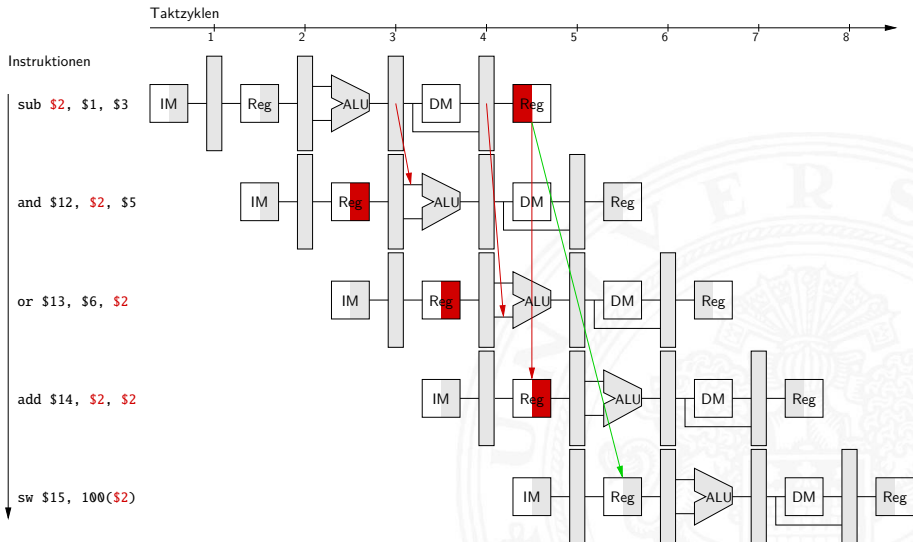 Taktzyklen
1 2 3 4 5 6 7 8
Instruktionen
sub $2, $1, $3
IM Reg ALU DM Reg
and $12, $2, $5
IM Reg ALU DM Reg
or $13, $6, $2
IM Reg ALU DM Reg
add $14, $2, $2
IM Reg ALU DM Reg
sw $15, 100($2)
IM Reg ALU DM Reg
UNIVERS